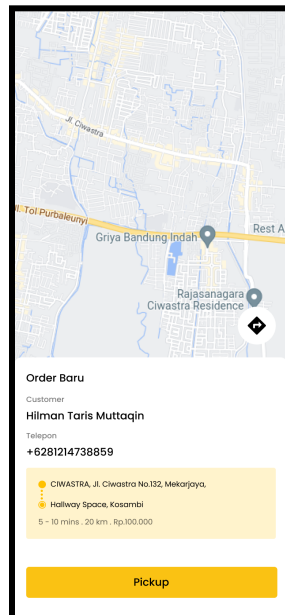 Jl. Ciwastra
Jl. Tol Purbaleunyi
Griya Bandung Indah
Rest A
Rajasanagara
Ciwastra Residence
Order Baru
Customer
Hilman Taris Muttaqin
Telepon
+6281214738859
CIWASTRA, Jl. Ciwastra No.132, Mekarjaya,
Hallway Space, Kosambi
5 - 10 mins . 20 km . Rp.100.000
Pickup